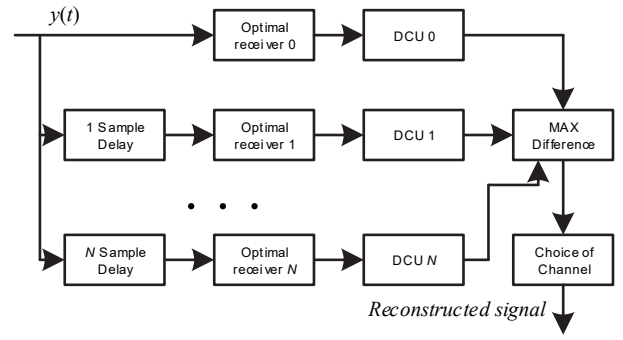 y(t)
Optimal
receiver 0
DCU 0
1 Sample
Delay
Optimal
receiver 1
DCU 1
MAX
Difference
. . .
N Sample
Delay
Optimal
receiver N
DCU N
Choice of
Channel
Reconstructed signal